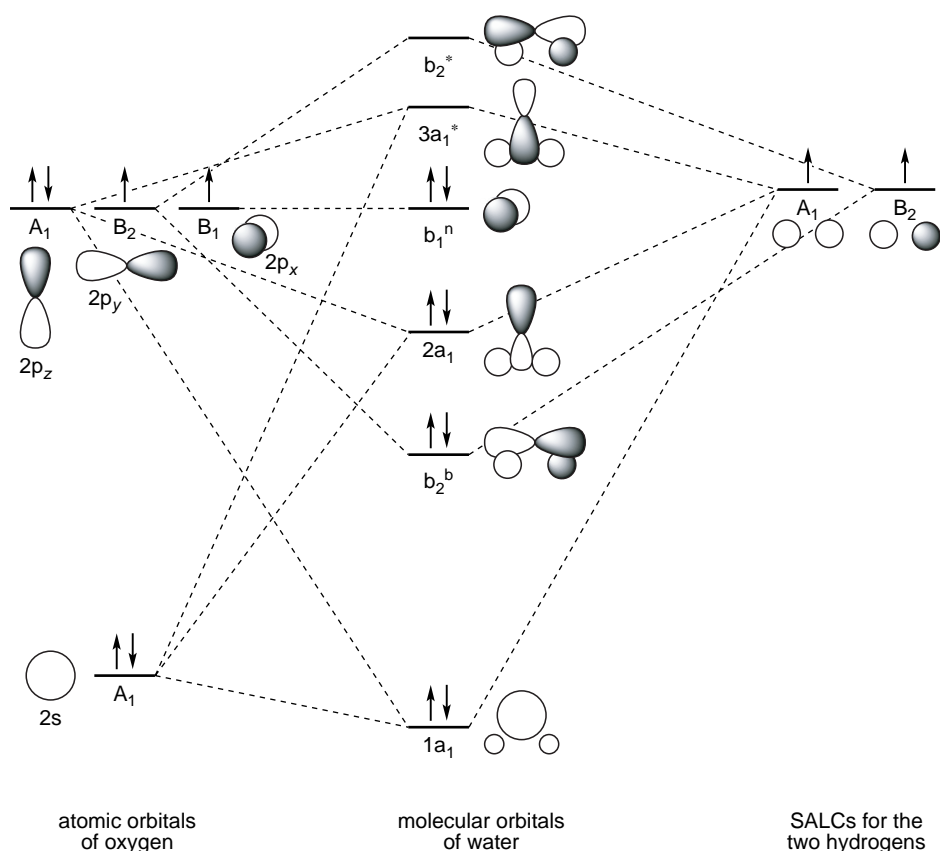 b₂*
3a₁*
A₁ B₂ B₁ b₁ⁿ A₁ B₂
2pₓ
2p𝑦
2p𝑧
2a₁
b₂ᵇ
A₁
2s
1a₁
atomic orbitals
of oxygen
molecular orbitals
of water
SALCs for the
two hydrogens